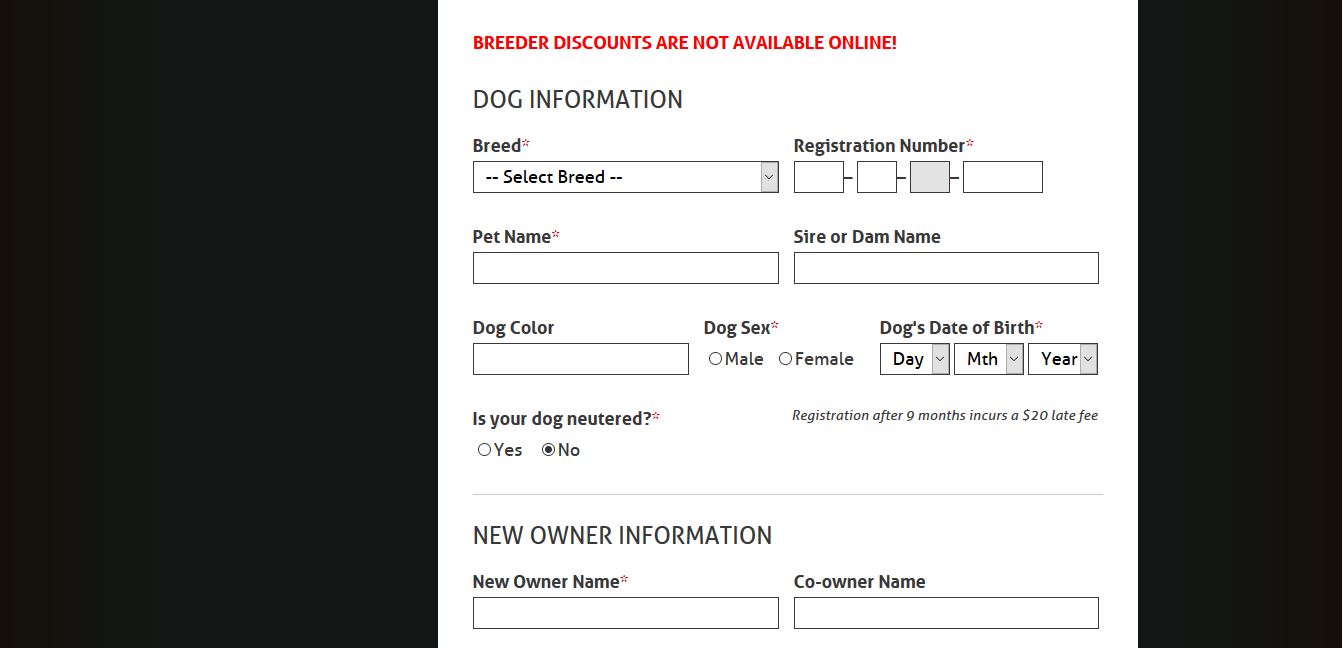 BREEDER DISCOUNTS ARE NOT AVAILABLE ONLINE!
DOG INFORMATION
Breed* Registration Number*
-- Select Breed -- – – –
Pet Name* Sire or Dam Name
Dog Color Dog Sex* Dog's Date of Birth*
Male Female Day Mth Year
Is your dog neutered?* Registration after 9 months incurs a $20 late fee
Yes No
NEW OWNER INFORMATION
New Owner Name* Co-owner Name